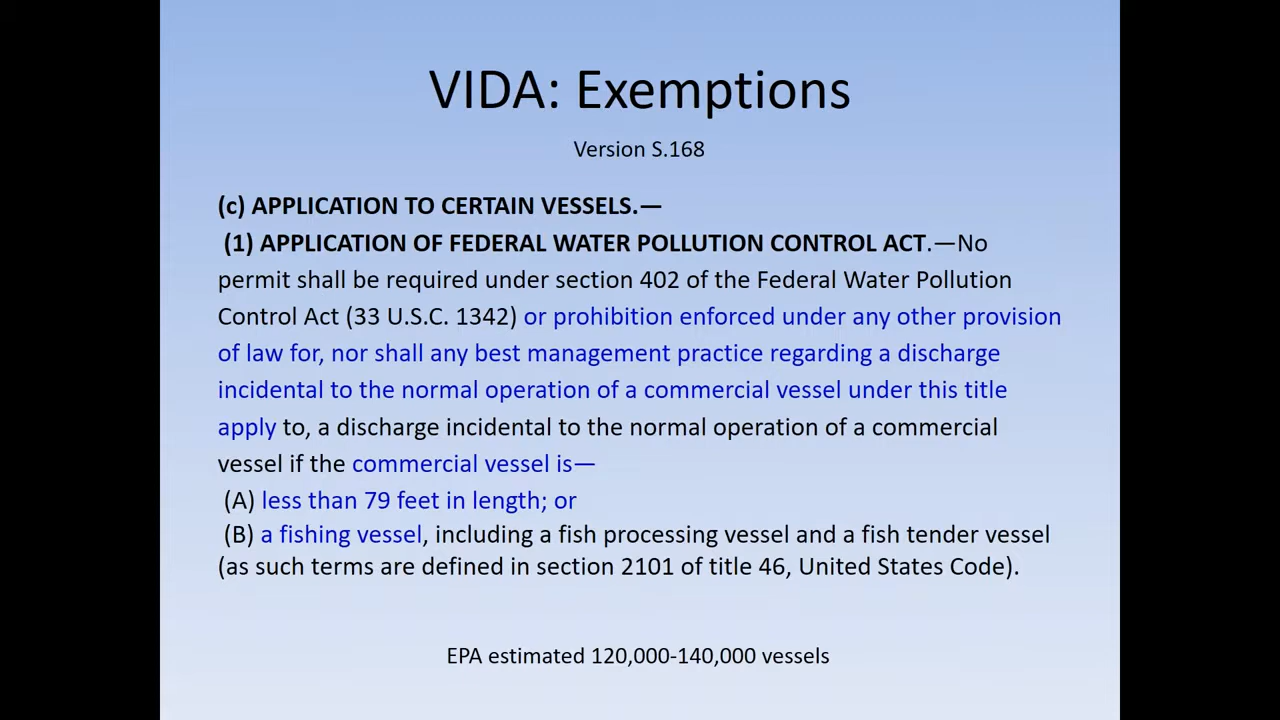 VIDA: Exemptions
Version S.168
(c) APPLICATION TO CERTAIN VESSELS.—
(1) APPLICATION OF FEDERAL WATER POLLUTION CONTROL ACT.—No
permit shall be required under section 402 of the Federal Water Pollution
Control Act (33 U.S.C. 1342) or prohibition enforced under any other provision
of law for, nor shall any best management practice regarding a discharge
incidental to the normal operation of a commercial vessel under this title
apply to, a discharge incidental to the normal operation of a commercial
vessel if the commercial vessel is—
(A) less than 79 feet in length; or
(B) a fishing vessel, including a fish processing vessel and a fish tender vessel
(as such terms are defined in section 2101 of title 46, United States Code).
EPA estimated 120,000-140,000 vessels